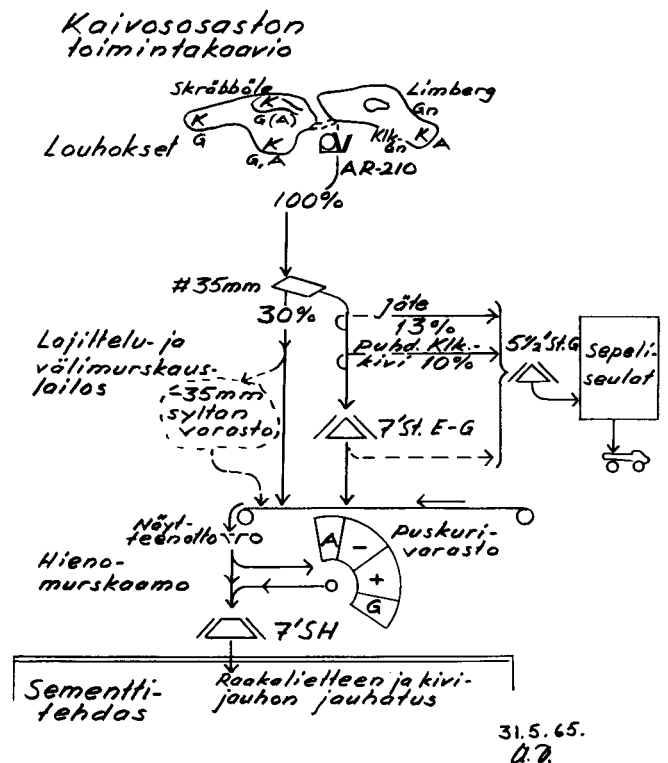 Kaivososaston
toimintakaavio
Skräbböle
Limberg
K
G(A)
Gn
K
G
K
G,A
Klk.-
Gn
K
A
Louhokset
AR-210
100%
#35mm
30%
Jäte
13%
Puhd. Klk.-
kivi 10%
5½' St.G
Sepeli-
seulat
Lajittelu- ja
välimurskaus-
laitos
-35mm
syltan
varasto
7' St. E-G
Näyt-
teenotto
A
-
+
G
Puskuri-
varasto
Hieno-
murskaamo
7' SH
Sementti-
tehdas
Raakalietteen ja kivi-
jauhon jauhatus
31.5.65.